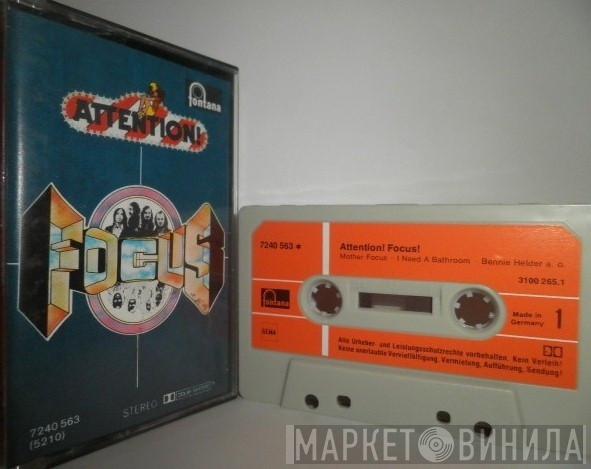 fontana
ATTENTION!
FOCUS
STEREO
7240 563
(5210)
7240 563 *
Attention! Focus!
Mother Focus · I Need A Bathroom · Bennie Helder a. o.
3100 265.1
fontana
Made in
Germany
1
GEMA
Alle Urheber- und Leistungsschutzrechte vorbehalten. Kein Verleih!
Keine unerlaubte Vervielfältigung, Vermietung, Aufführung, Sendung!
МАРКЕТ ВИНИЛА